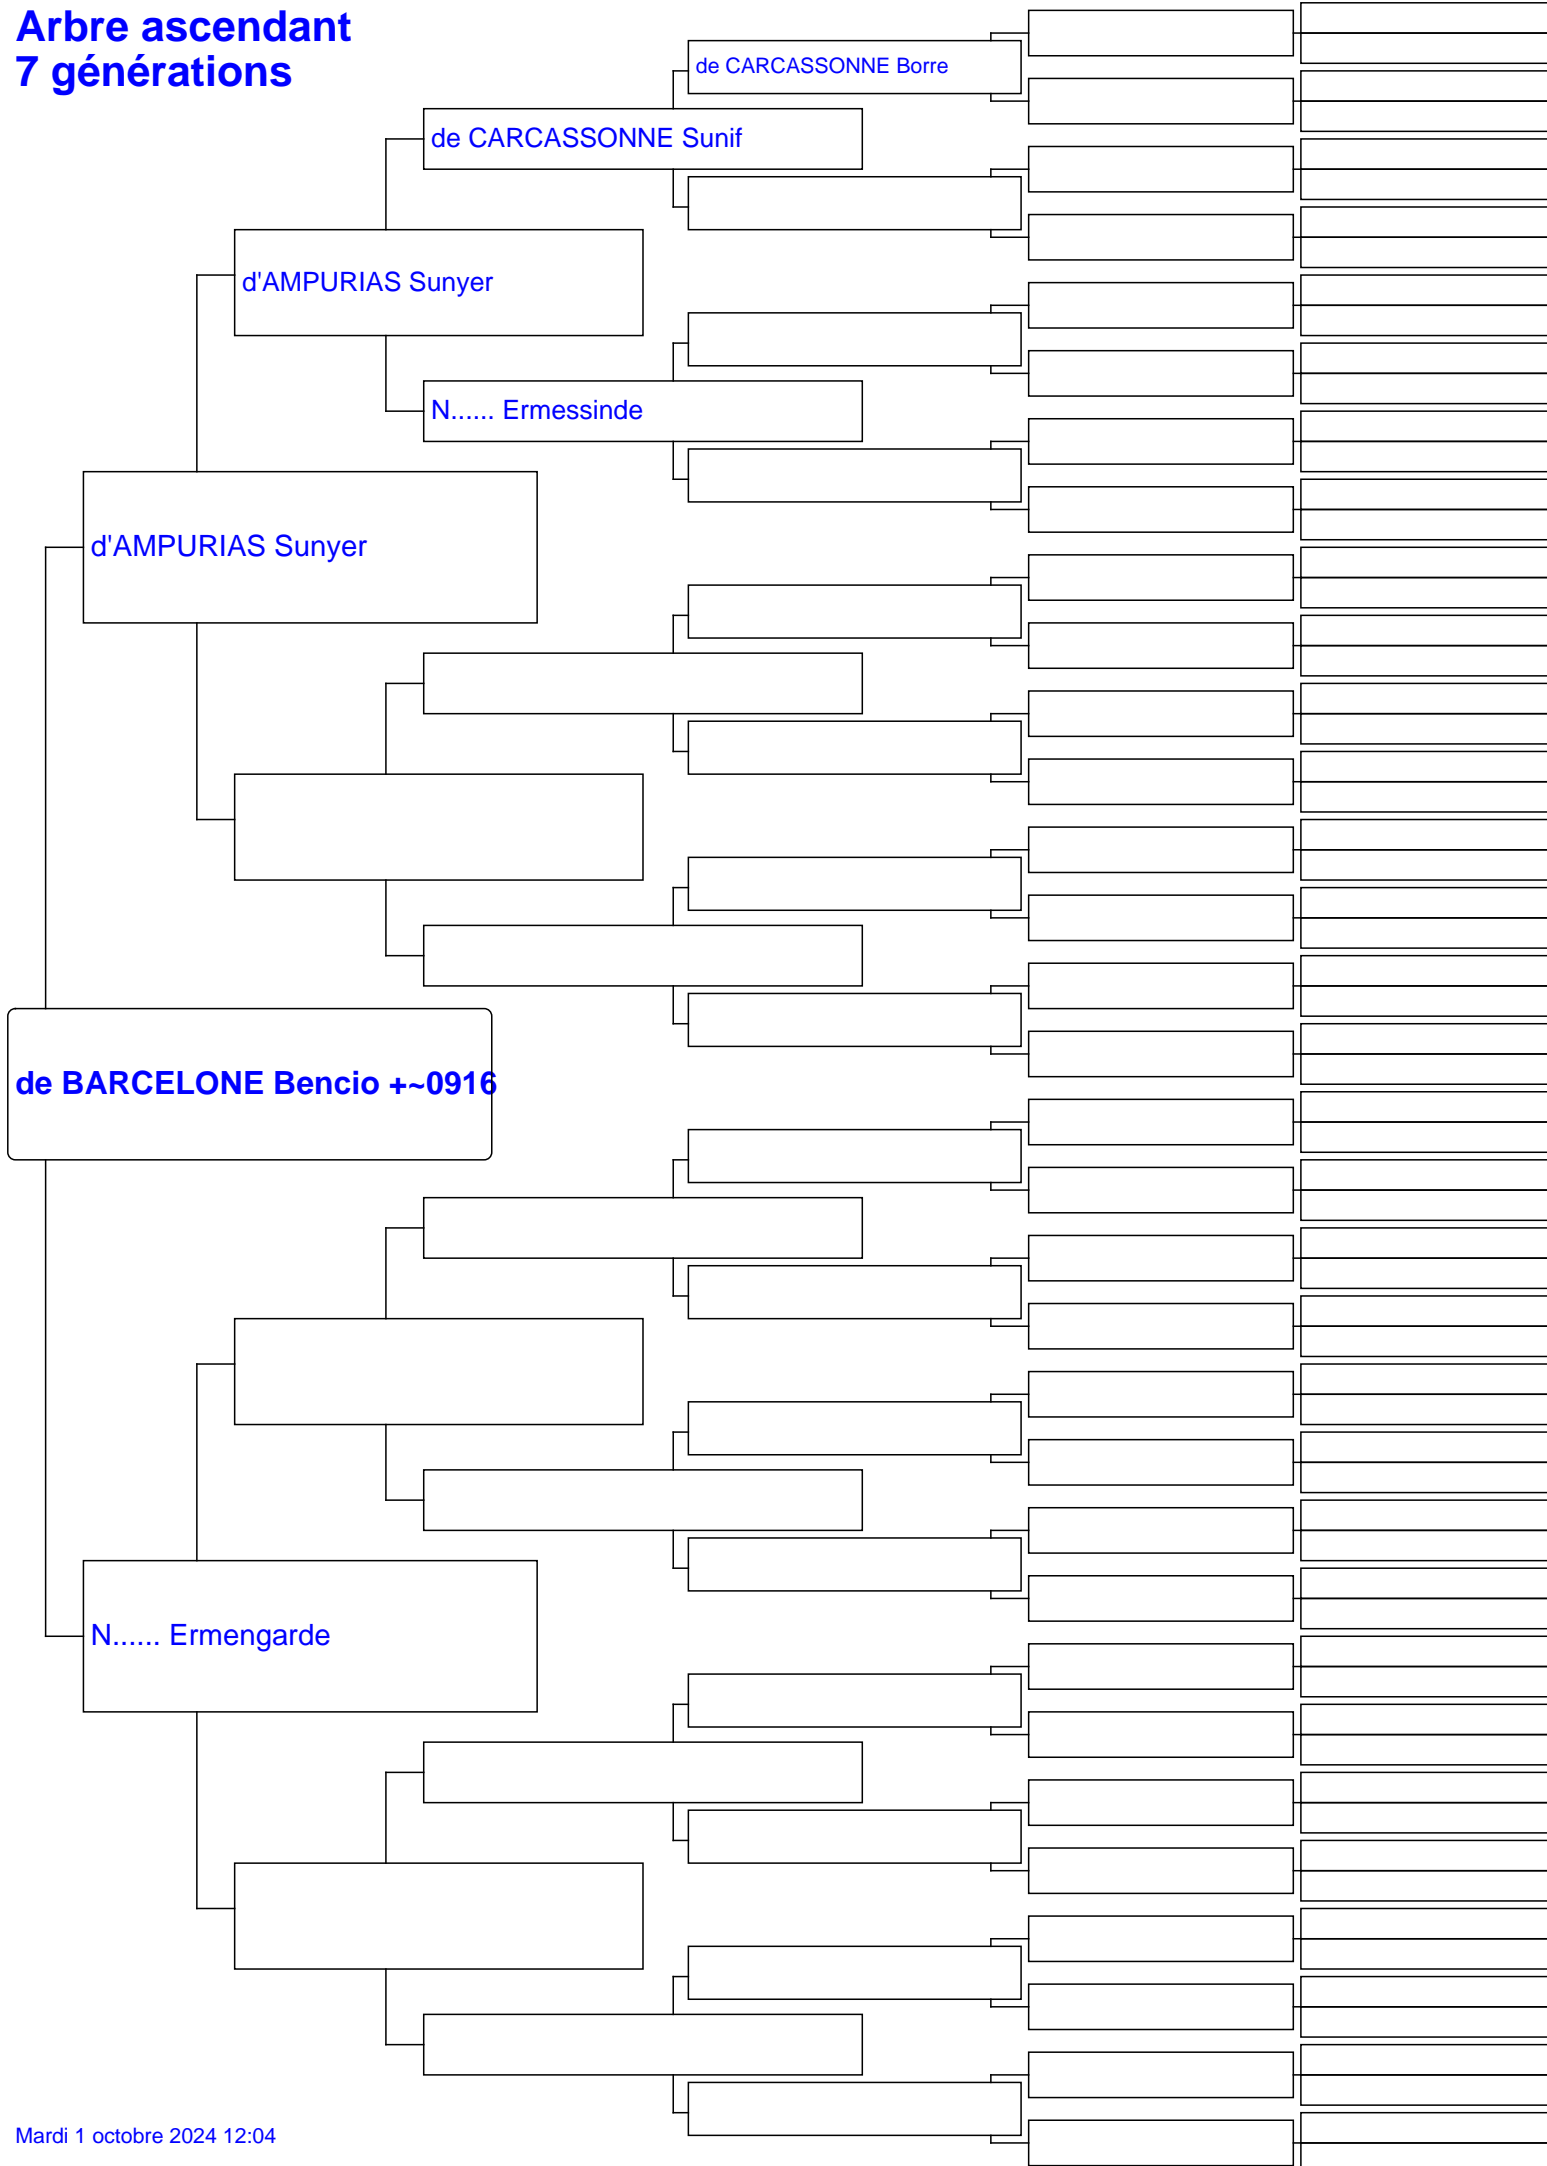 Arbre ascendant
7 générations
de CARCASSONNE Borre
de CARCASSONNE Sunif
d'AMPURIAS Sunyer
N...... Ermessinde
d'AMPURIAS Sunyer
de BARCELONE Bencio +~0916
N...... Ermengarde
Mardi 1 octobre 2024 12:04